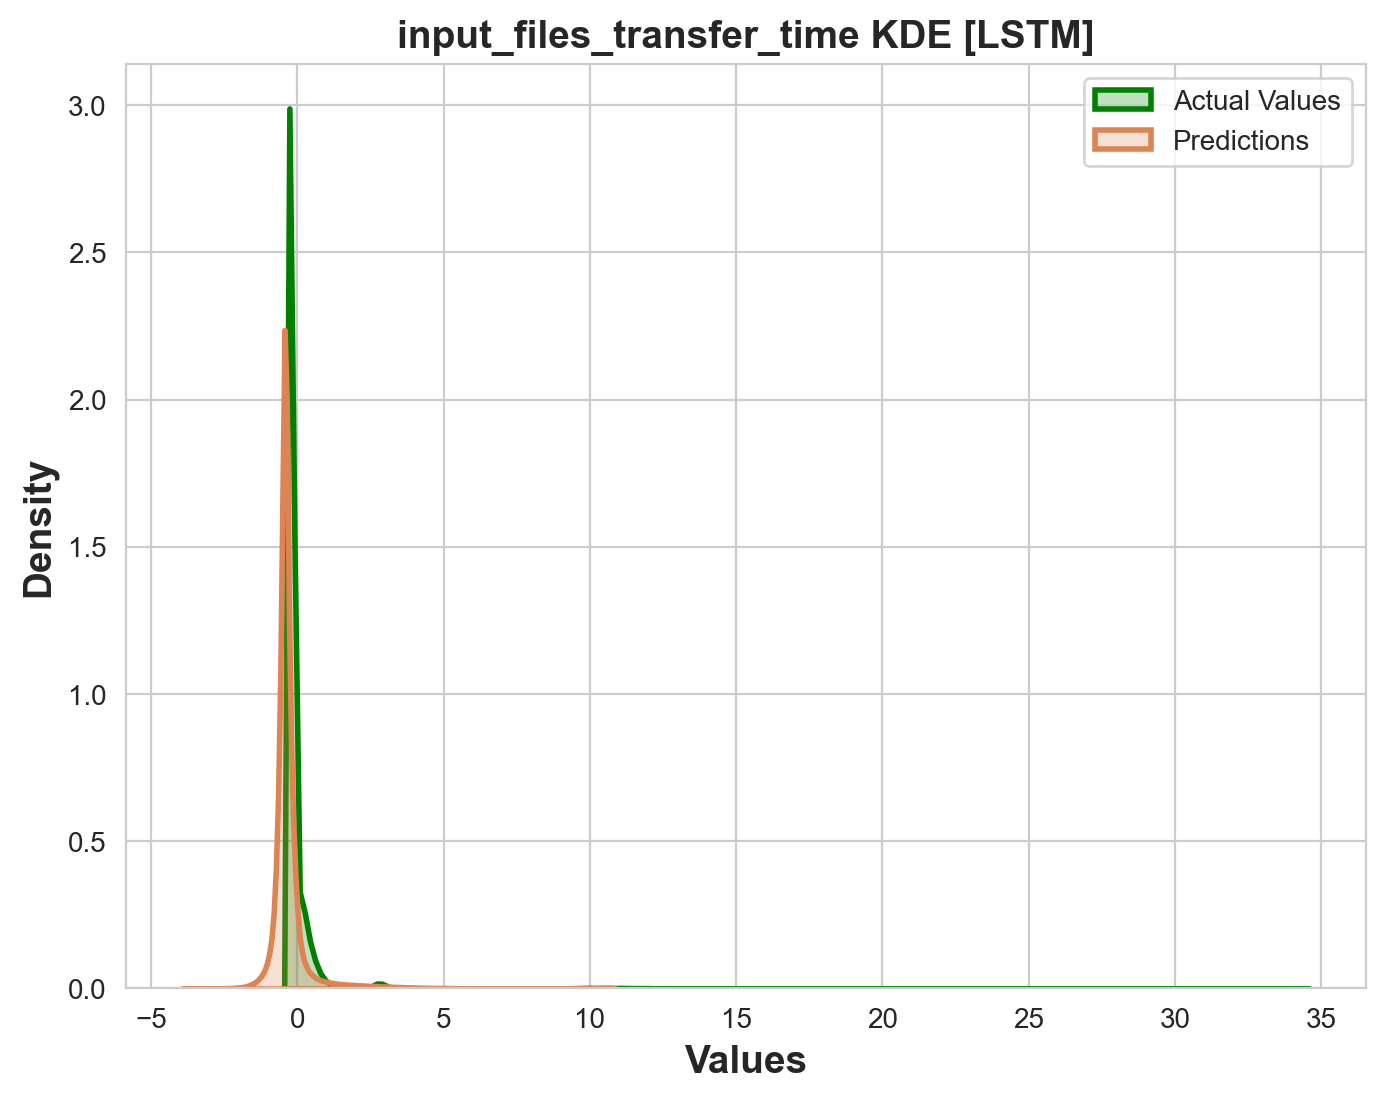 input_files_transfer_time KDE [LSTM]
Actual Values
Predictions
Density
3.0
2.5
2.0
1.5
1.0
0.5
0.0
−5 0 5 10 15 20 25 30 35
Values